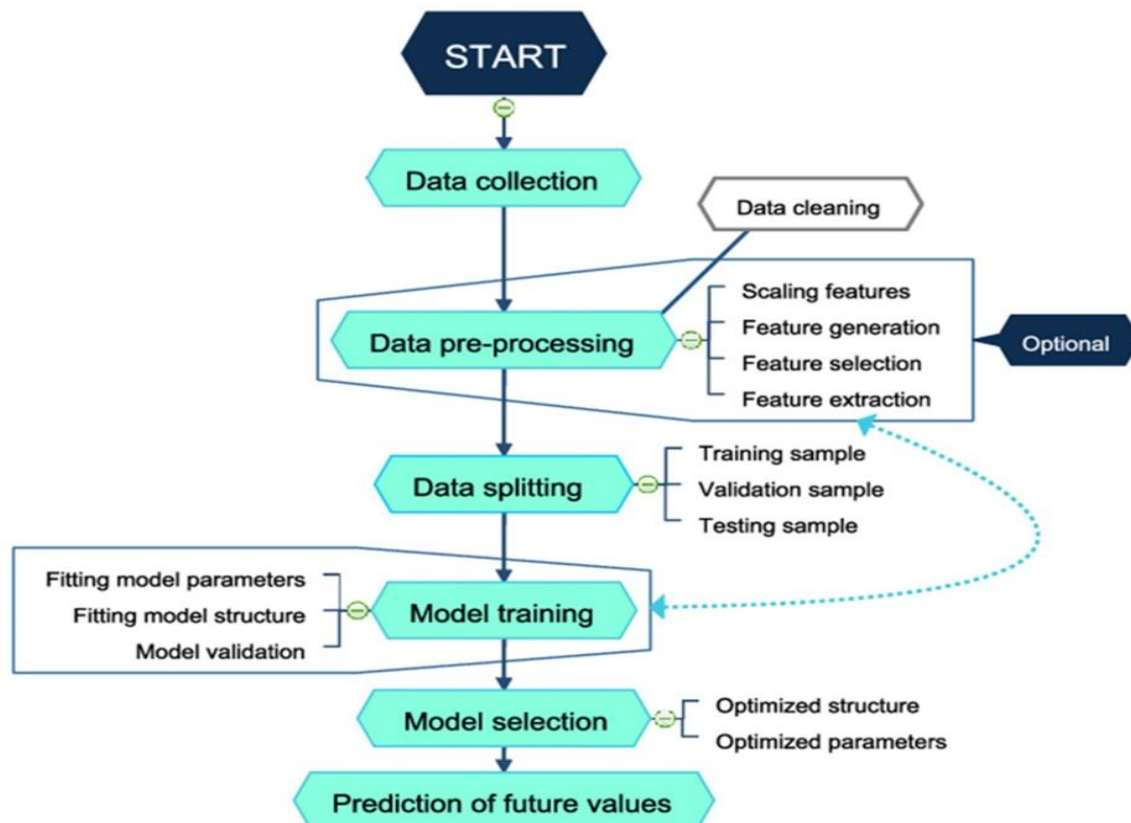 START
Data collection
Data cleaning
Data pre-processing
Scaling features
Feature generation
Feature selection
Feature extraction
Optional
Data splitting
Training sample
Validation sample
Testing sample
Fitting model parameters
Fitting model structure
Model validation
Model training
Model selection
Optimized structure
Optimized parameters
Prediction of future values